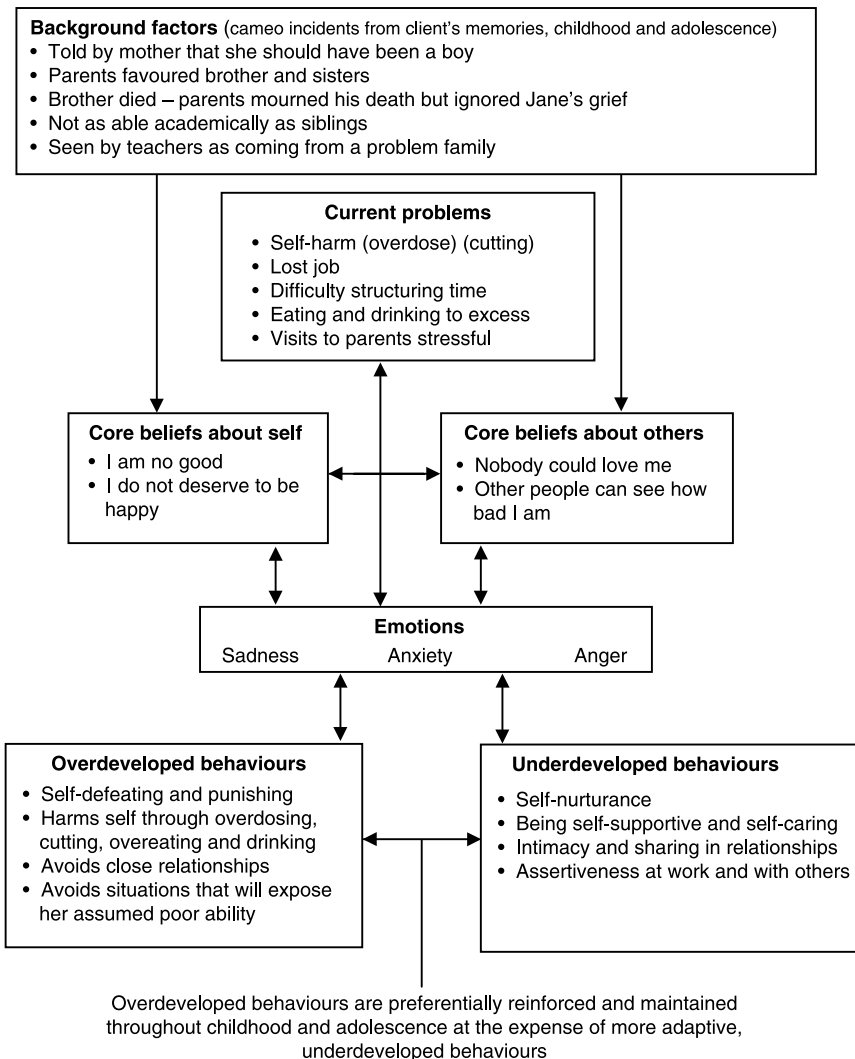 Background factors (cameo incidents from client's memories, childhood and adolescence)
• Told by mother that she should have been a boy
• Parents favoured brother and sisters
• Brother died – parents mourned his death but ignored Jane's grief
• Not as able academically as siblings
• Seen by teachers as coming from a problem family
Current problems
• Self-harm (overdose) (cutting)
• Lost job
• Difficulty structuring time
• Eating and drinking to excess
• Visits to parents stressful
Core beliefs about self
• I am no good
• I do not deserve to be
happy
Core beliefs about others
• Nobody could love me
• Other people can see how
bad I am
Emotions
Sadness Anxiety Anger
Overdeveloped behaviours
• Self-defeating and punishing
• Harms self through overdosing,
cutting, overeating and drinking
• Avoids close relationships
• Avoids situations that will expose
her assumed poor ability
Underdeveloped behaviours
• Self-nurturance
• Being self-supportive and self-caring
• Intimacy and sharing in relationships
• Assertiveness at work and with others
Overdeveloped behaviours are preferentially reinforced and maintained
throughout childhood and adolescence at the expense of more adaptive,
underdeveloped behaviours